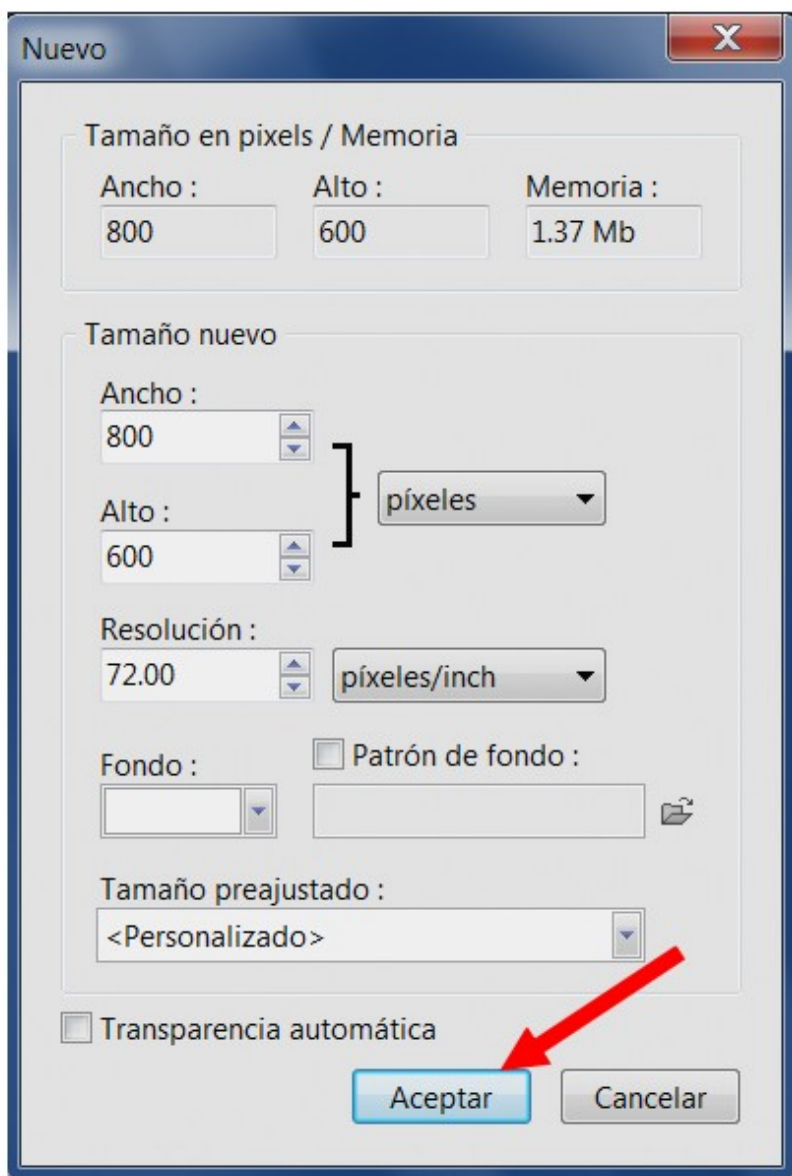 Nuevo
X
Tamaño en pixels / Memoria
Ancho : Alto : Memoria :
800 600 1.37 Mb
Tamaño nuevo
Ancho :
800
píxeles
Alto :
600
Resolución :
72.00 píxeles/inch
Fondo : Patrón de fondo :
Tamaño preajustado :
<Personalizado>
Transparencia automática
Aceptar Cancelar